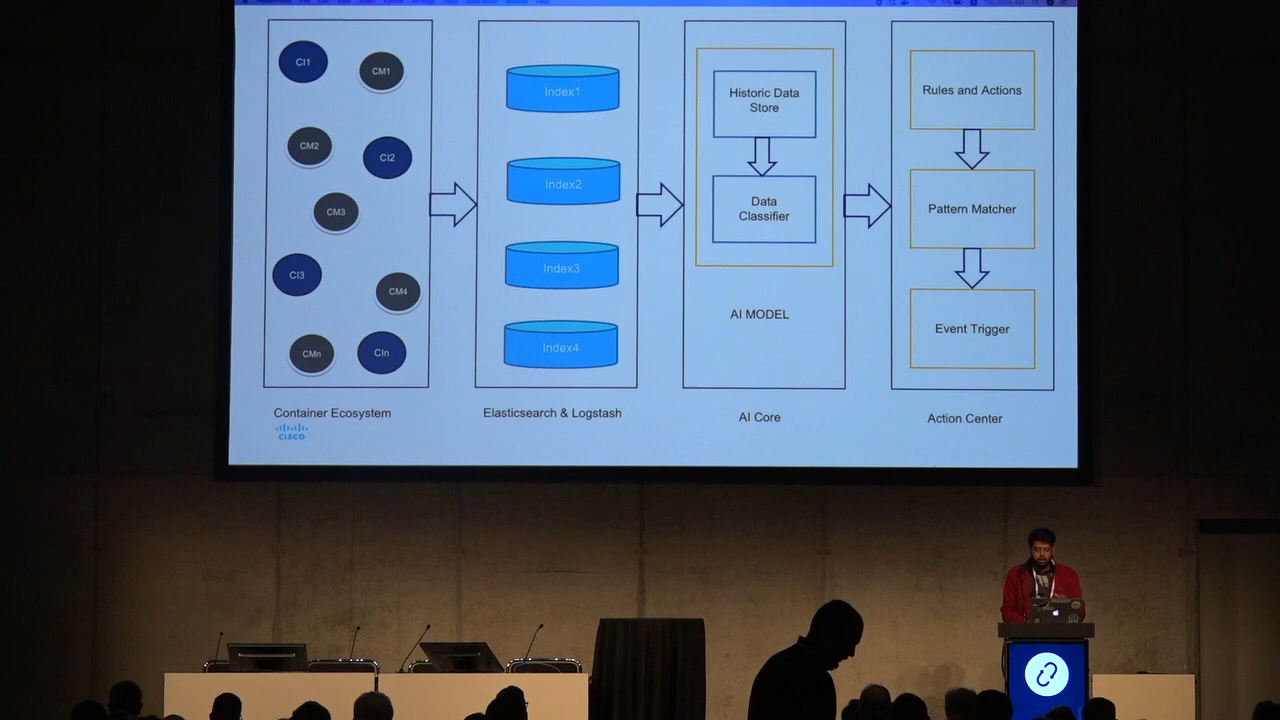 CI1
CM1
CM2
CI2
CM3
CI3
CM4
CMn
CIn
Container Ecosystem
CISCO
Index1
Index2
Index3
Index4
Elasticsearch & Logstash
Historic Data
Store
Data
Classifier
AI MODEL
AI Core
Rules and Actions
Pattern Matcher
Event Trigger
Action Center